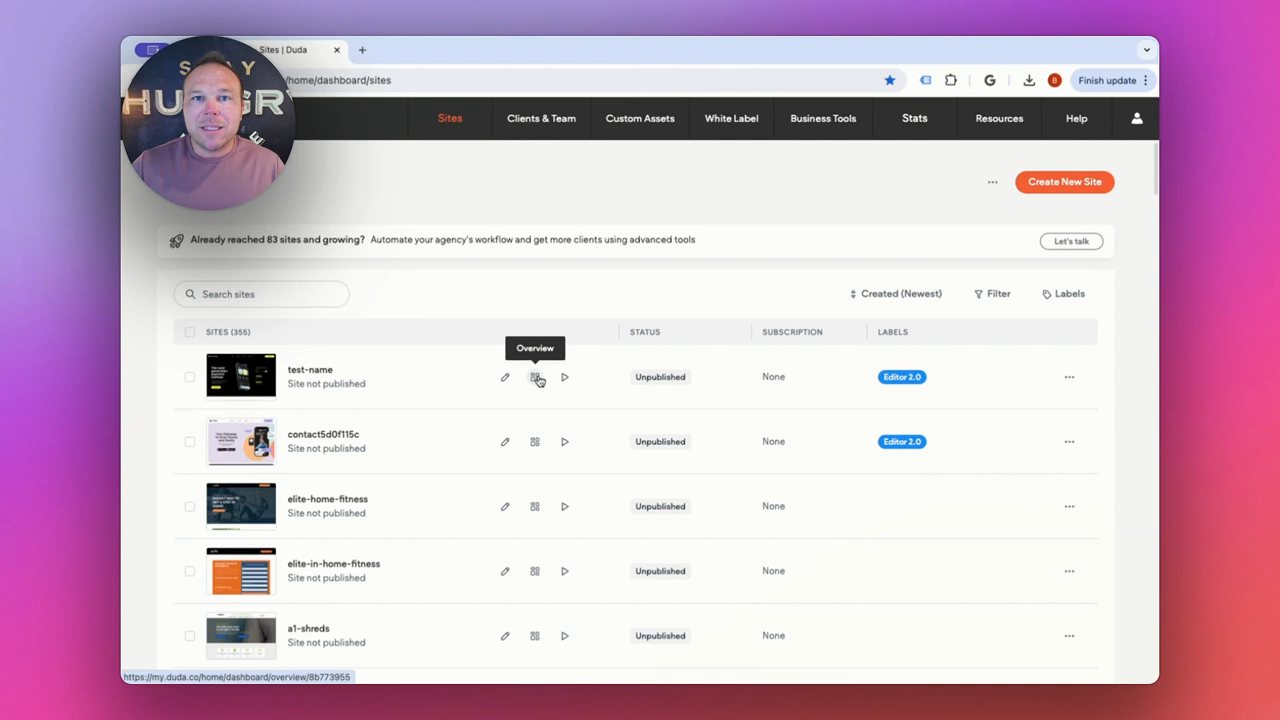 Sites | Duda
/home/dashboard/sites
Finish update
B
STAY
HUNGRY
Sites
Clients & Team
Custom Assets
White Label
Business Tools
Stats
Resources
Help
Create New Site
Already reached 83 sites and growing? Automate your agency's workflow and get more clients using advanced tools
Let's talk
Search sites
Created (Newest)
Filter
Labels
SITES (355)
STATUS
SUBSCRIPTION
LABELS
Overview
test-name
Site not published
Unpublished
None
Editor 2.0
contact5d0f115c
Site not published
Unpublished
None
Editor 2.0
elite-home-fitness
Site not published
Unpublished
None
elite-in-home-fitness
Site not published
Unpublished
None
a1-shreds
Site not published
Unpublished
None
https://my.duda.co/home/dashboard/overview/8b773955